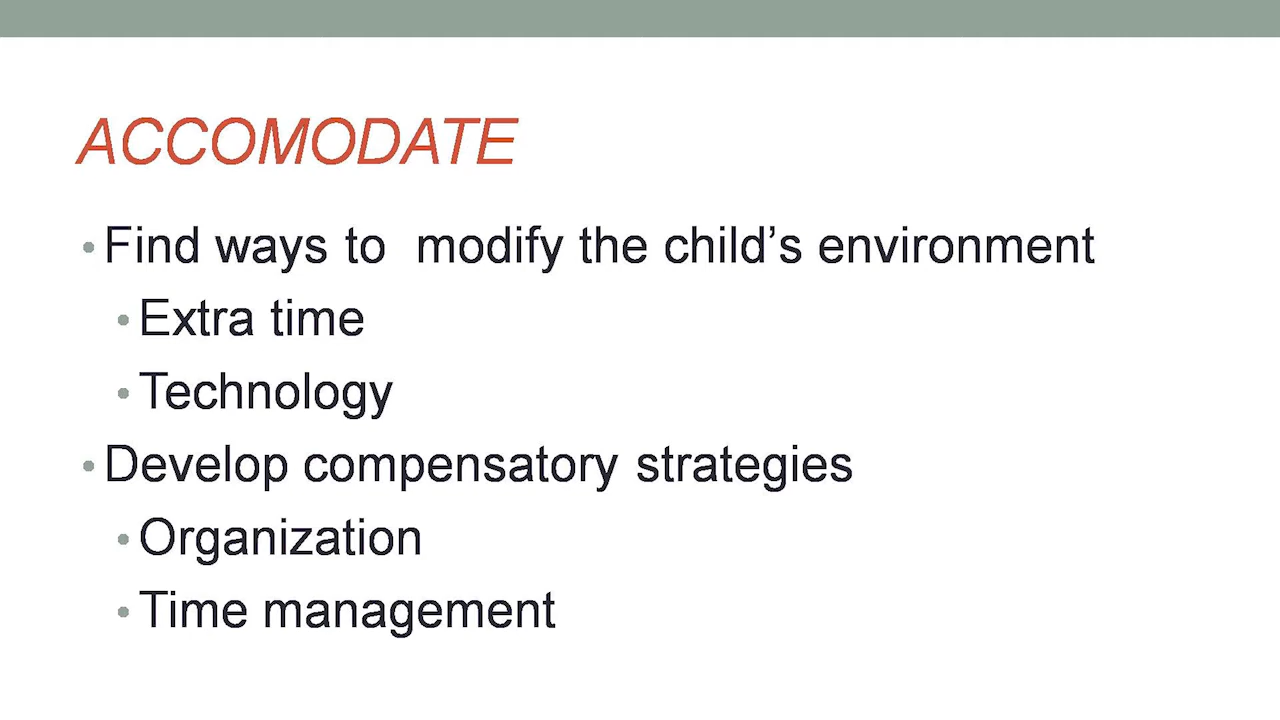 ACCOMODATE
• Find ways to  modify the child’s environment
• Extra time
• Technology
• Develop compensatory strategies
• Organization
• Time management